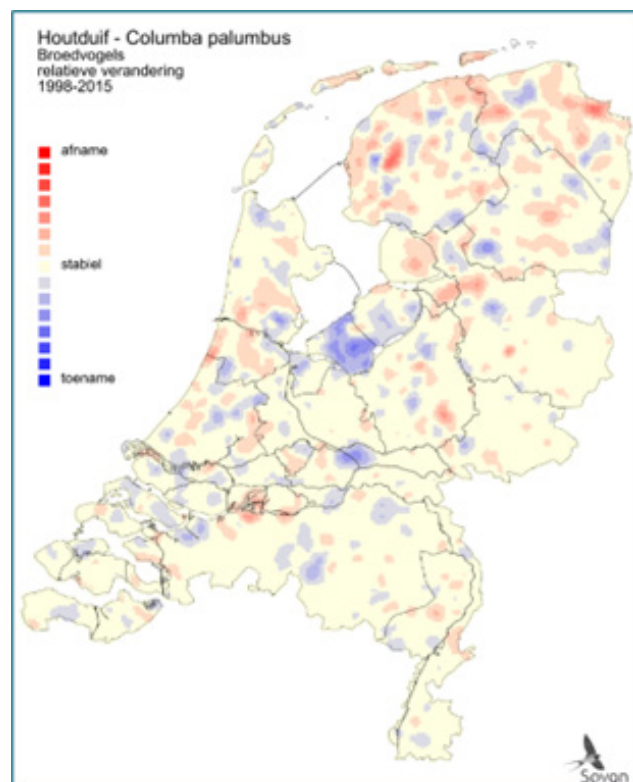 Houtduif - Columba palumbus
Broedvogels
relatieve verandering
1998-2015
afname
stabiel
toename
Sovon